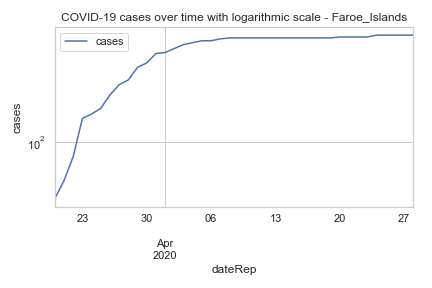 COVID-19 cases over time with logarithmic scale - Faroe_Islands
cases
cases
10²
23 30 06 13 20 27
Apr
2020
dateRep